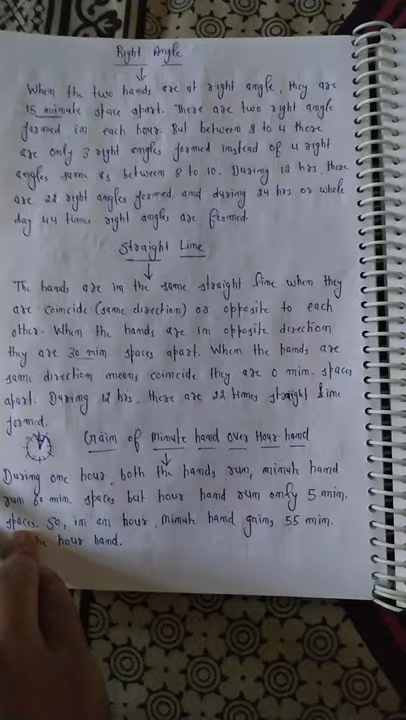 Right Angle
When the two hands are at right angle, they are
15 minute space apart. There are two right angle
formed in each hour. But between 2 to 4 there
are only 3 right angles formed instead of 4 right
angles same as between 8 to 10. During 12 hrs, there
are 22 right angles formed and during 24 hrs or whole
day 44 times right angles are formed.
Straight Line
The hands are in the same straight line when they
are coincide (same direction) or opposite to each
other. When the hands are in opposite direction
they are 30 min. spaces apart. When the hands are
same direction means coincide they are 0 min. spaces
apart. During 12 hrs, there are 22 times straight line
formed.
Gain of Minute hand over Hour hand
During one hour, both the hands run, minute hand
run 60 min. spaces but hour hand run only 5 min.
spaces. So, in an hour, minute hand gains 55 min.
the hour hand.